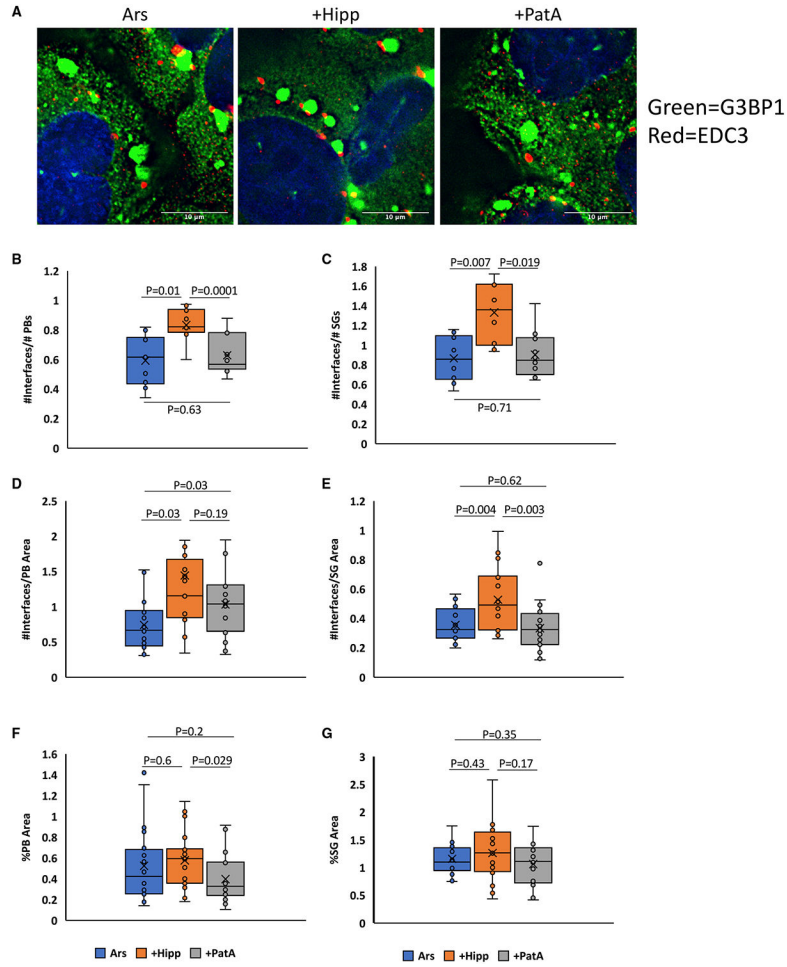 A
Ars
+Hipp
+PatA
Green=G3BP1
Red=EDC3
10 μm
10 μm
10 μm
B
#Interfaces/# PBs
1.2
1
0.8
0.6
0.4
0.2
0
P=0.01
P=0.0001
P=0.63
C
#Interfaces/# SGs
1.8
1.6
1.4
1.2
1
0.8
0.6
0.4
0.2
0
P=0.007
P=0.019
P=0.71
D
#Interfaces/PB Area
2.5
2
1.5
1
0.5
0
P=0.03
P=0.03
P=0.19
E
#Interfaces/SG Area
1.2
1
0.8
0.6
0.4
0.2
0
P=0.62
P=0.004
P=0.003
F
%PB Area
1.6
1.4
1.2
1
0.8
0.6
0.4
0.2
0
P=0.2
P=0.6
P=0.029
G
%SG Area
3
2.5
2
1.5
1
0.5
0
P=0.35
P=0.43
P=0.17
Ars +Hipp +PatA
Ars +Hipp +PatA